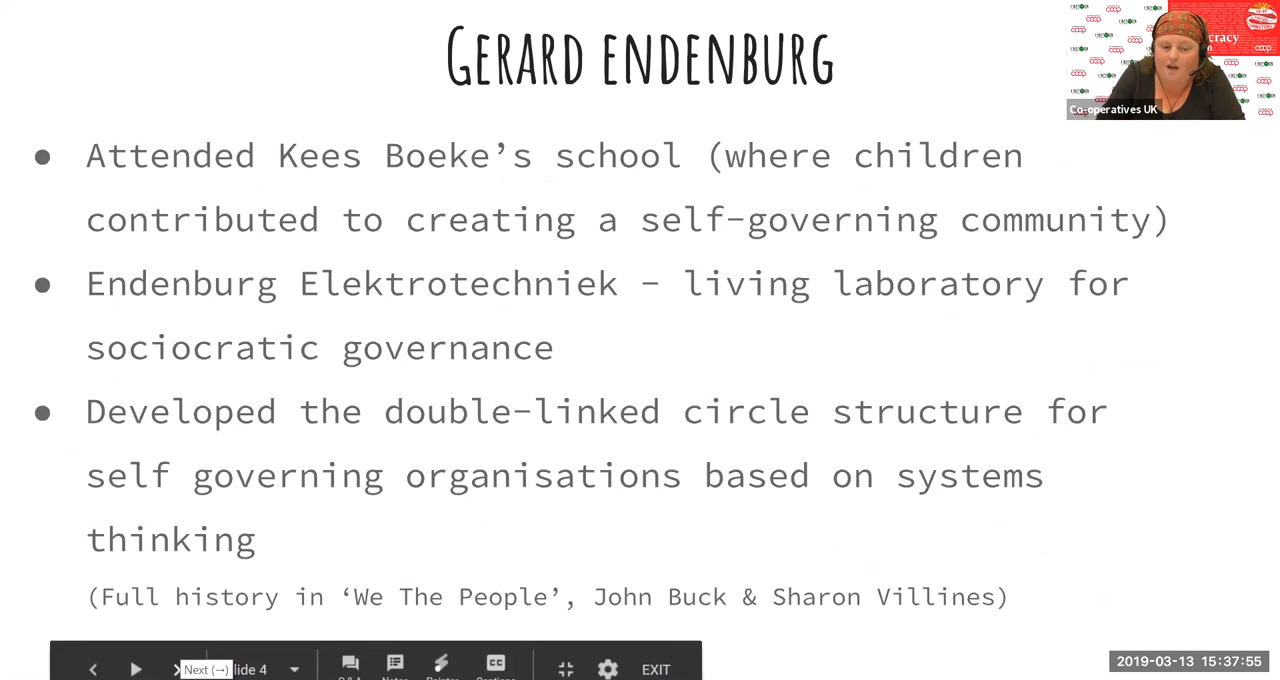 GERARD ENDENBURG
Co-operatives UK
● Attended Kees Boeke’s school (where children
contributed to creating a self-governing community)
● Endenburg Elektrotechniek – living laboratory for
sociocratic governance
● Developed the double-linked circle structure for
self governing organisations based on systems
thinking
(Full history in ‘We The People’, John Buck & Sharon Villines)
Next (→) lide 4
EXIT
2019-03-13 15:37:55